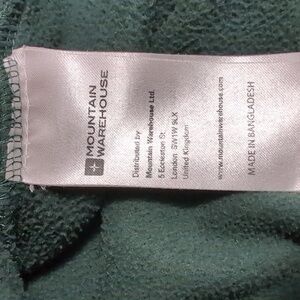 MOUNTAIN
WAREHOUSE
Distributed by
Mountain Warehouse Ltd.
5 Eccleston St
London SW1W 9LX
United Kingdom
www.mountainwarehouse.com
MADE IN BANGLADESH